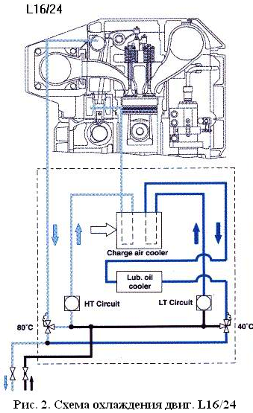 L16/24
Charge air cooler
Lub. oil
cooler
HT Circuit
LT Circuit
80°C
40°C
Рис. 2. Схема охлаждения двиг. L16/24